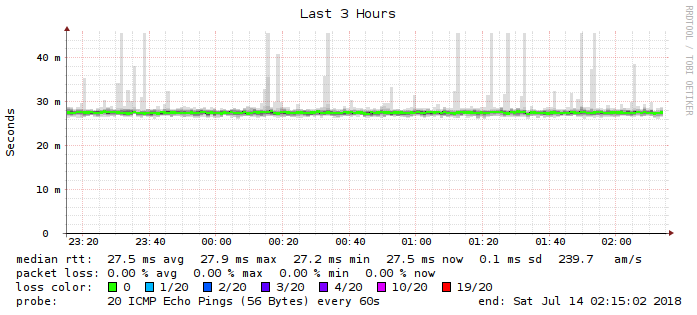 Last 3 Hours
RRDTOOL / TOBI OETIKER
Seconds
40 m
30 m
20 m
10 m
0
23:20 23:40 00:00 00:20 00:40 01:00 01:20 01:40 02:00
median rtt: 27.5 ms avg 27.9 ms max 27.2 ms min 27.5 ms now 0.1 ms sd 239.7 am/s
packet loss: 0.00 % avg 0.00 % max 0.00 % min 0.00 % now
loss color: 0 1/20 2/20 3/20 4/20 10/20 19/20
probe: 20 ICMP Echo Pings (56 Bytes) every 60s end: Sat Jul 14 02:15:02 2018